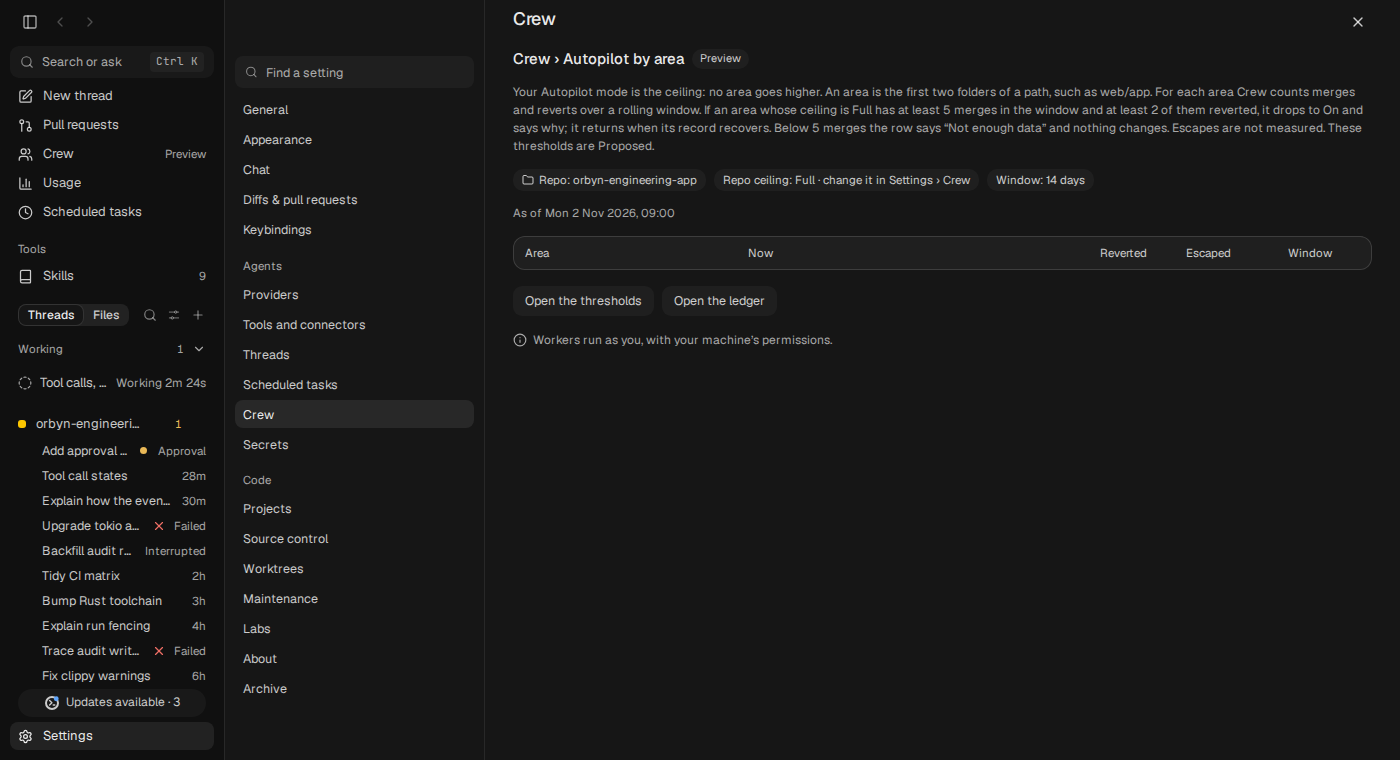 Search or ask
Ctrl K
New thread
Pull requests
Crew
Preview
Usage
Scheduled tasks
Tools
Skills
9
Threads
Files
Working
1
Tool calls, …
Working 2m 24s
orbyn-engineeri…
1
Add approval …
Approval
Tool call states
28m
Explain how the even…
30m
Upgrade tokio a…
Failed
Backfill audit r…
Interrupted
Tidy CI matrix
2h
Bump Rust toolchain
3h
Explain run fencing
4h
Trace audit writ…
Failed
Fix clippy warnings
6h
Updates available · 3
Settings
Find a setting
General
Appearance
Chat
Diffs & pull requests
Keybindings
Agents
Providers
Tools and connectors
Threads
Scheduled tasks
Crew
Secrets
Code
Projects
Source control
Worktrees
Maintenance
Labs
About
Archive
Crew
Crew › Autopilot by area
Preview
Your Autopilot mode is the ceiling: no area goes higher. An area is the first two folders of a path, such as web/app. For each area Crew counts merges
and reverts over a rolling window. If an area whose ceiling is Full has at least 5 merges in the window and at least 2 of them reverted, it drops to On and
says why; it returns when its record recovers. Below 5 merges the row says “Not enough data” and nothing changes. Escapes are not measured. These
thresholds are Proposed.
Repo: orbyn-engineering-app
Repo ceiling: Full · change it in Settings › Crew
Window: 14 days
As of Mon 2 Nov 2026, 09:00
Area
Now
Reverted
Escaped
Window
Open the thresholds
Open the ledger
Workers run as you, with your machine's permissions.